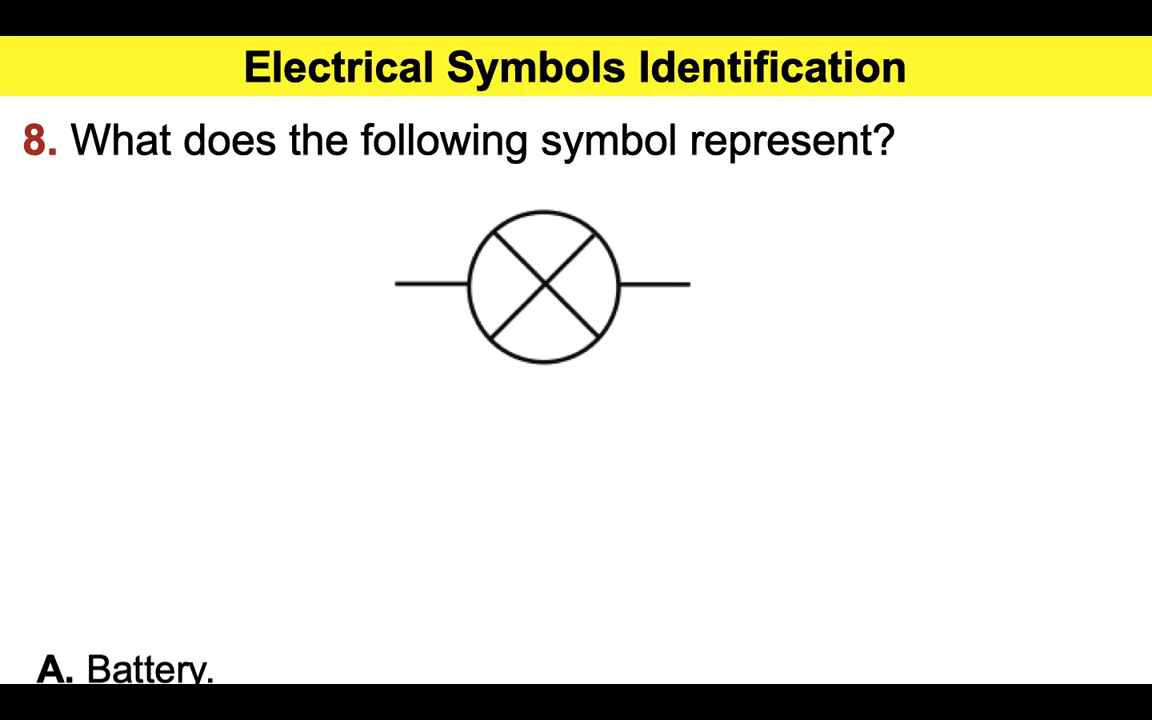 Electrical Symbols Identification
8. What does the following symbol represent?
A. Battery.